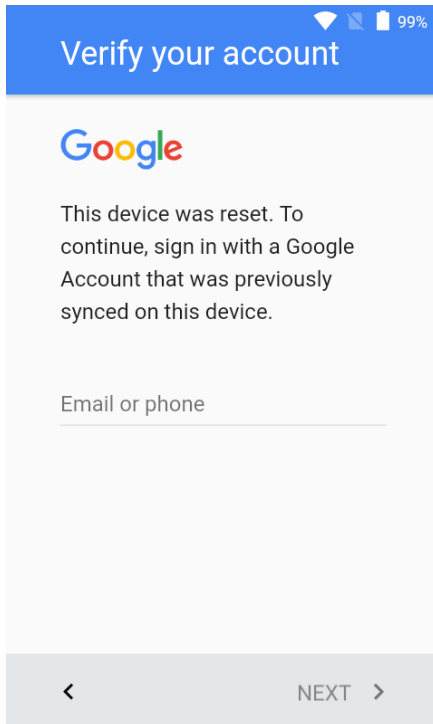 99%
Verify your account
Google
This device was reset. To
continue, sign in with a Google
Account that was previously
synced on this device.
Email or phone
NEXT